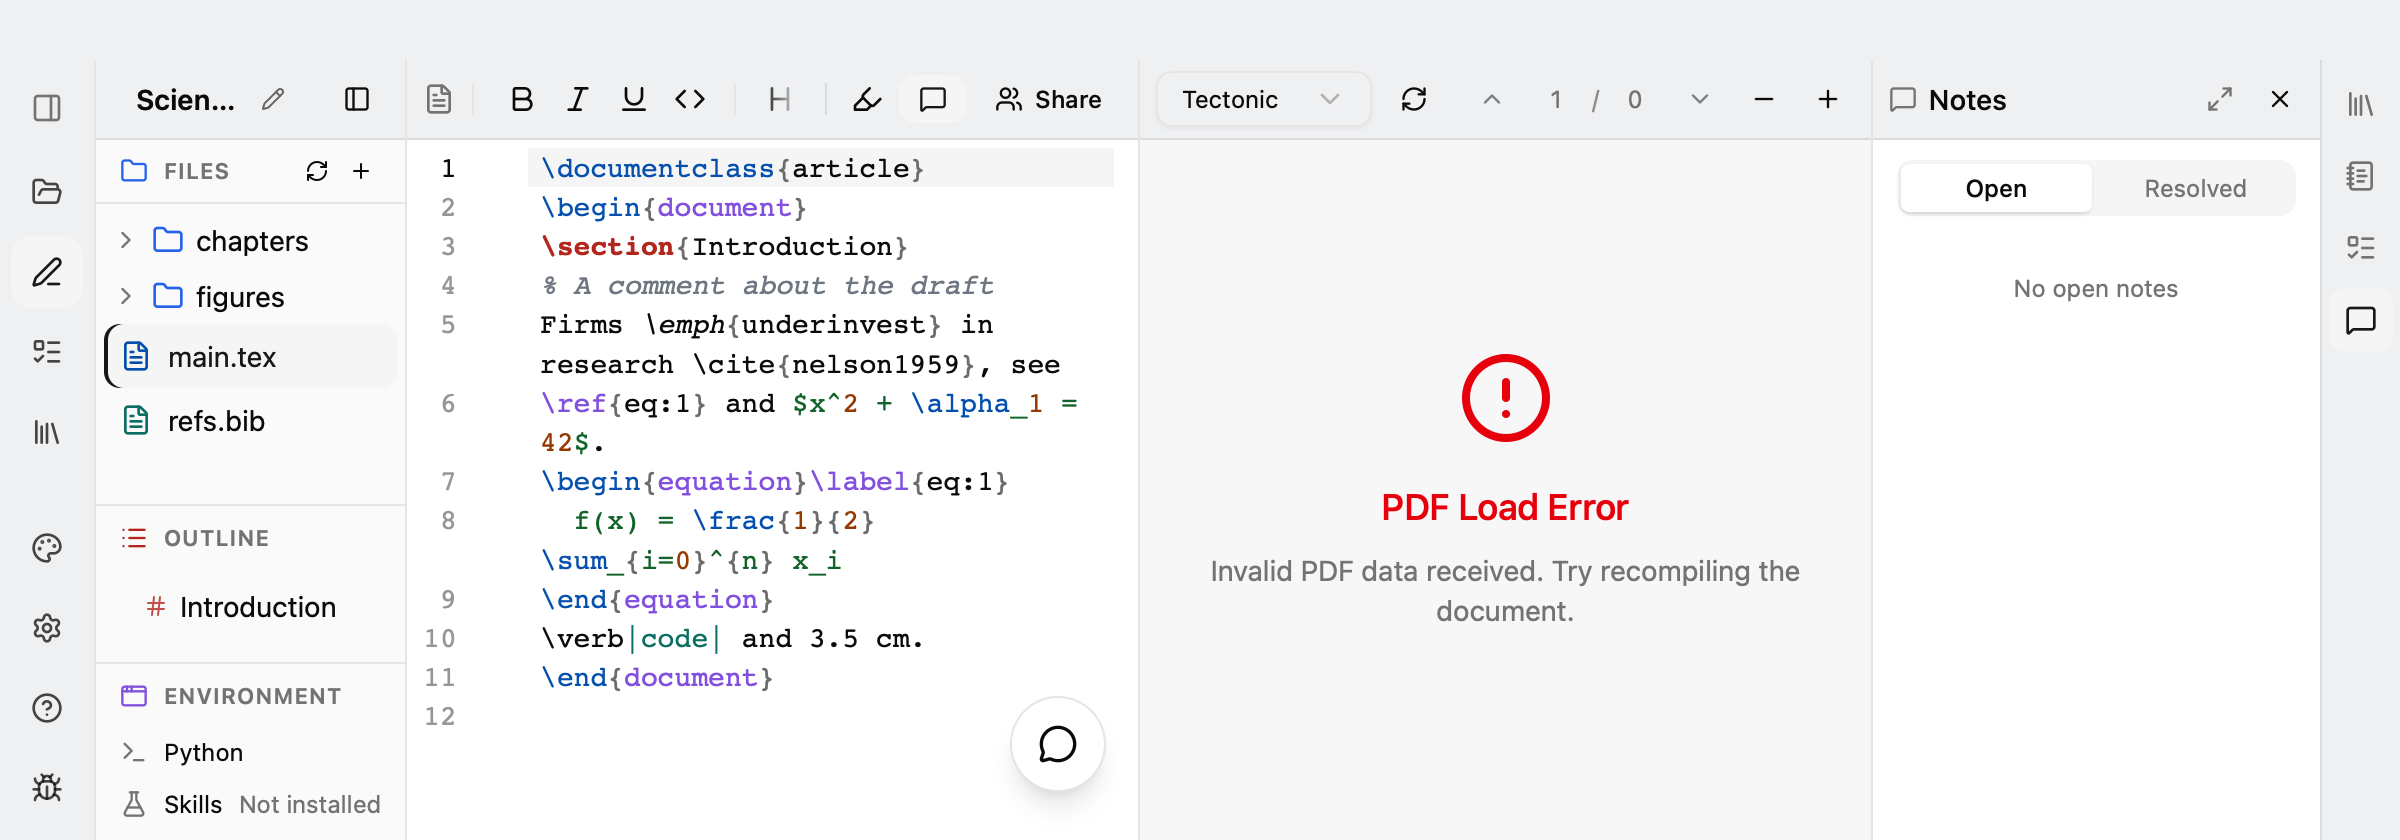 Scien...
Share
Tectonic
1 / 0
Notes
FILES
chapters
figures
main.tex
refs.bib
OUTLINE
# Introduction
ENVIRONMENT
Python
Skills Not installed
1 \documentclass{article}
2 \begin{document}
3 \section{Introduction}
4 % A comment about the draft
5 Firms \emph{underinvest} in
research \cite{nelson1959}, see
6 \ref{eq:1} and $x^2 + \alpha_1 =
42$.
7 \begin{equation}\label{eq:1}
8   f(x) = \frac{1}{2}
\sum_{i=0}^{n} x_i
9 \end{equation}
10 \verb|code| and 3.5 cm.
11 \end{document}
12
PDF Load Error
Invalid PDF data received. Try recompiling the
document.
Open
Resolved
No open notes